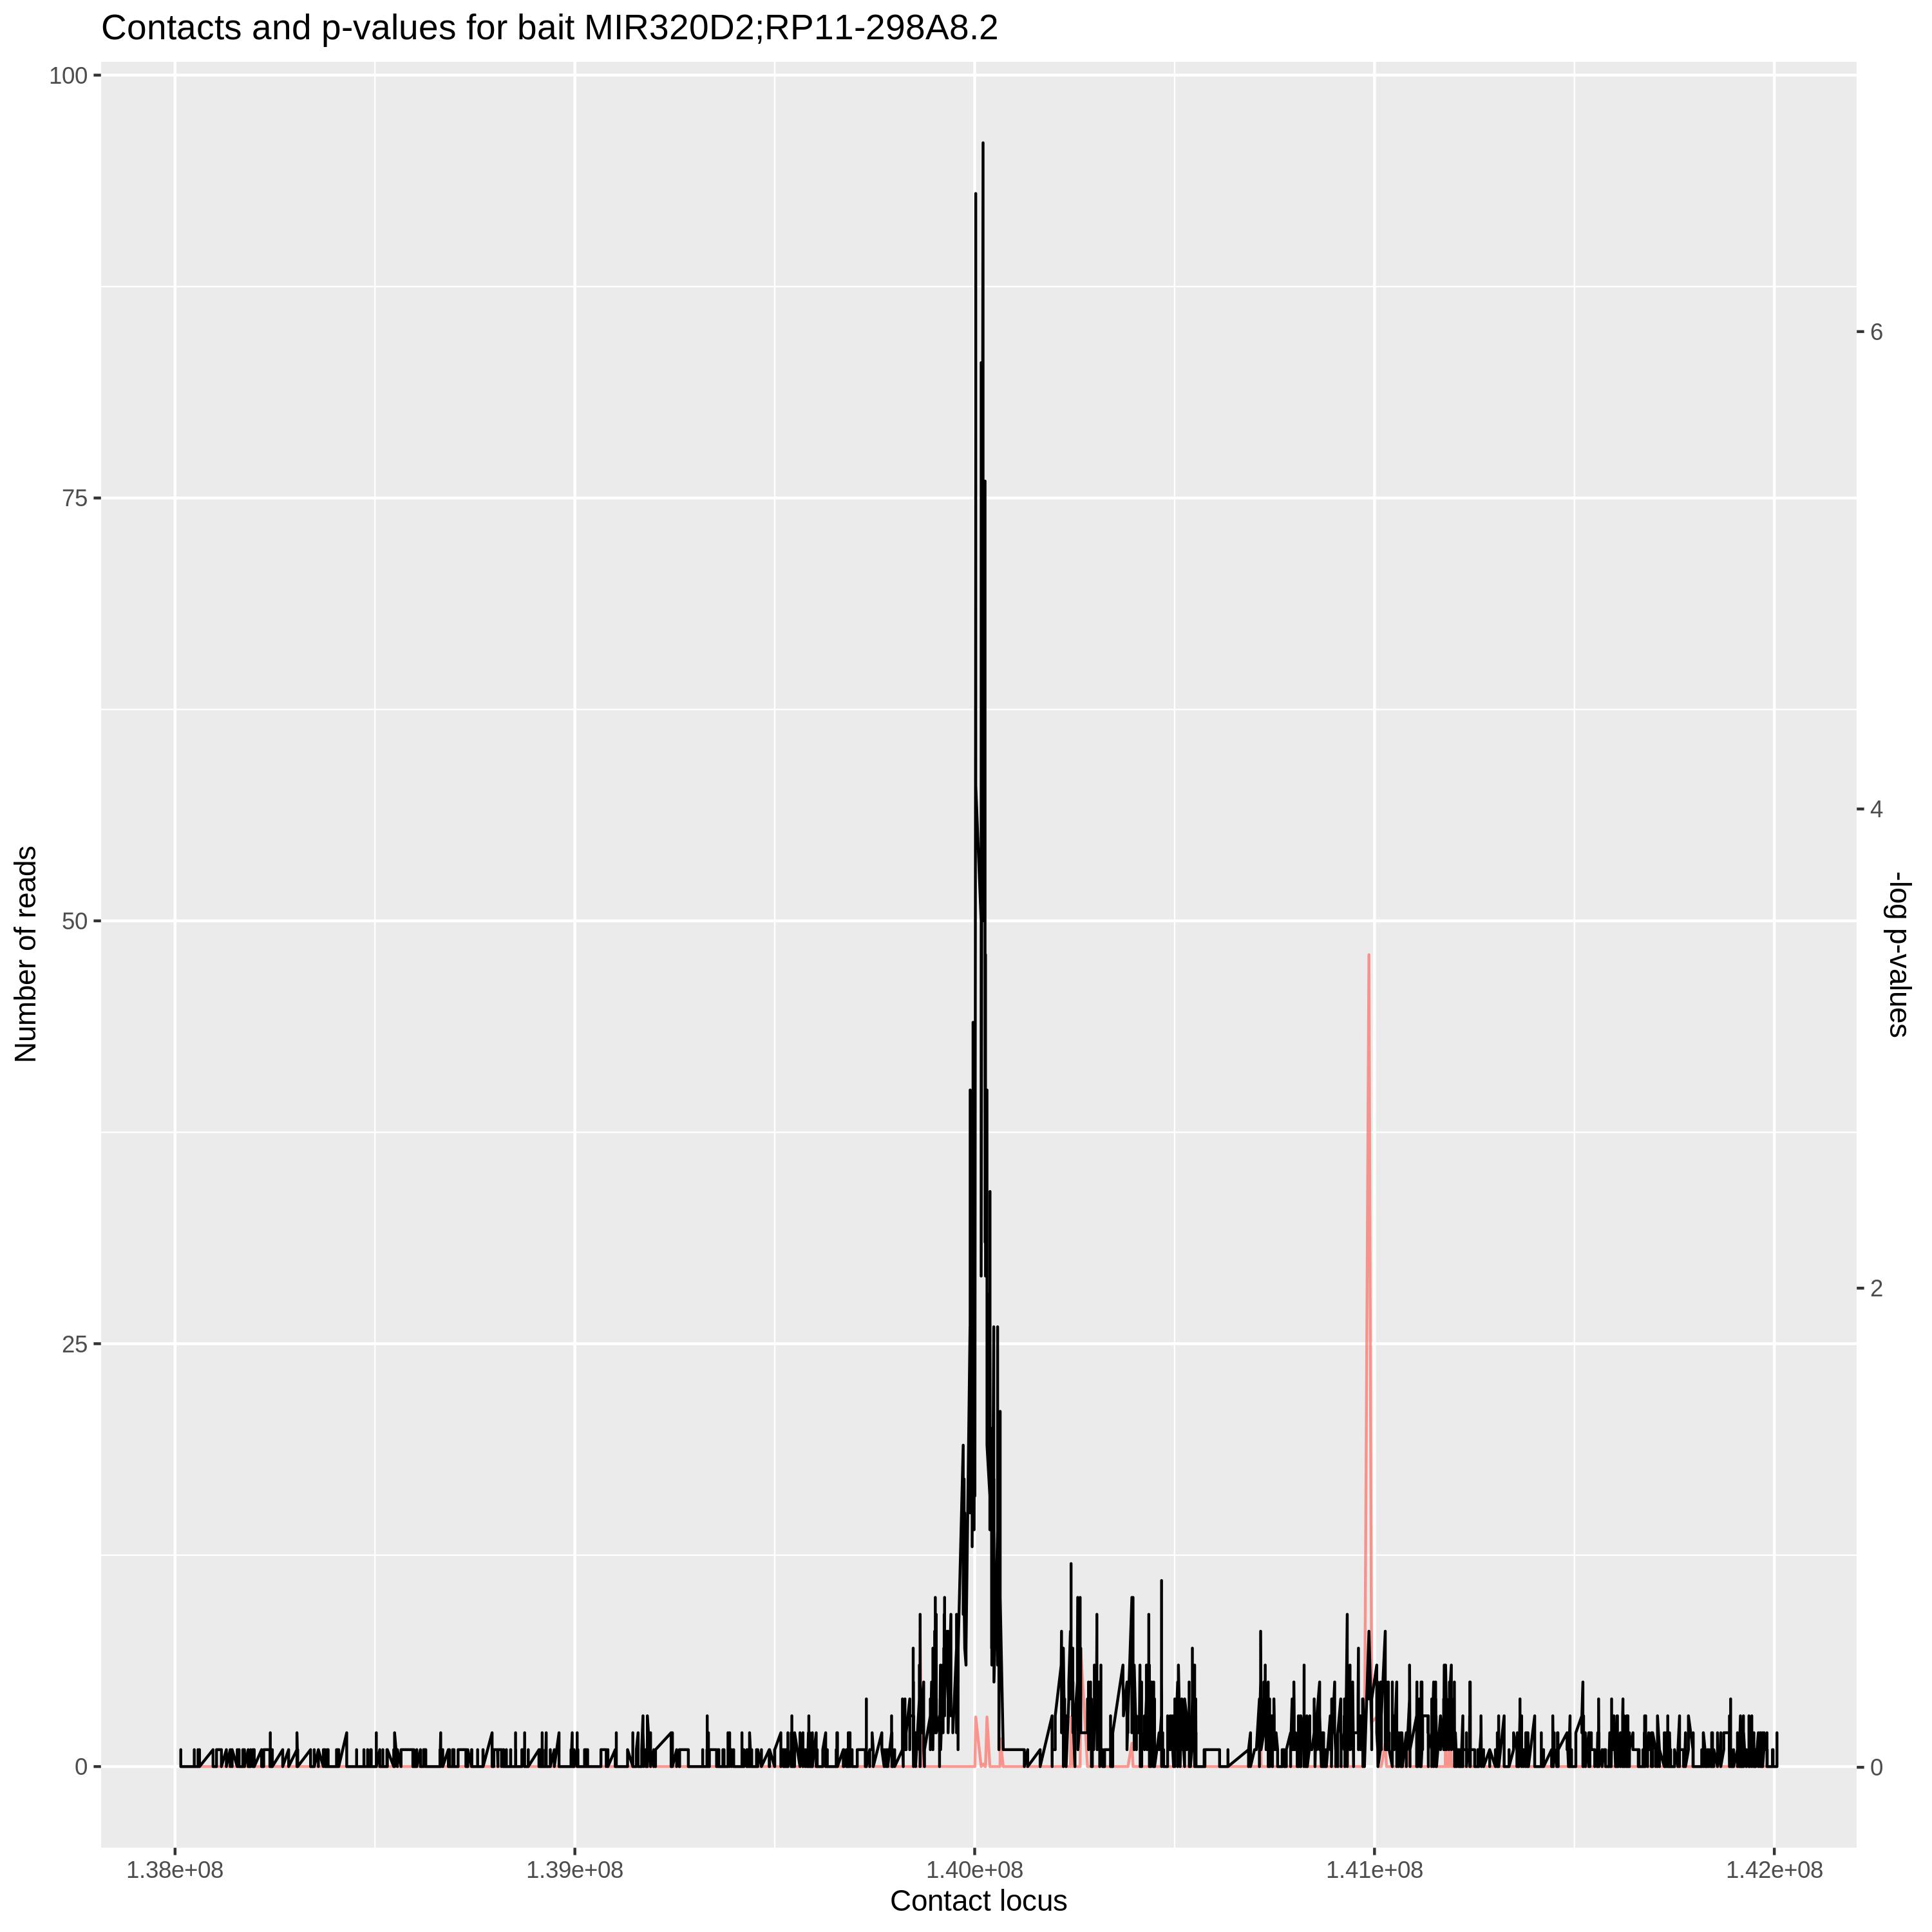 Contacts and p-values for bait MIR320D2;RP11-298A8.2
100
75
50
25
0
Number of reads
6
4
2
0
-log p-values
1.38e+08 1.39e+08 1.40e+08 1.41e+08 1.42e+08
Contact locus